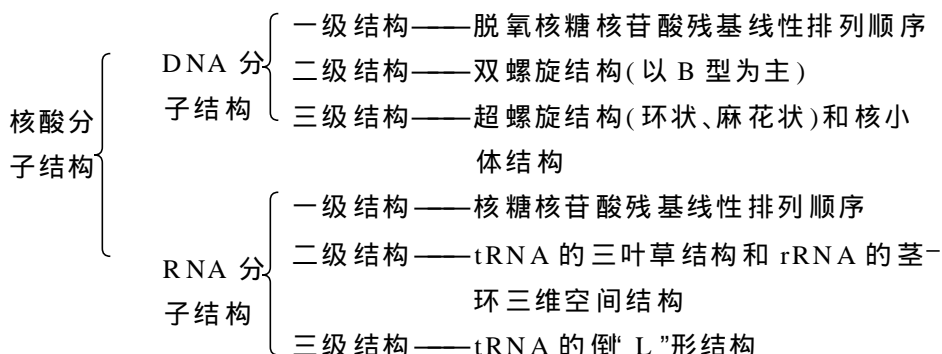 一级结构——脱氧核糖核苷酸残基线性排列顺序
DNA 分
二级结构——双螺旋结构(以 B 型为主)
子结构
三级结构——超螺旋结构(环状、麻花状)和核小
体结构
核酸分
子结构
一级结构——核糖核苷酸残基线性排列顺序
RNA 分
二级结构——tRNA 的三叶草结构和 rRNA 的茎-
环三维空间结构
子结构
三级结构——tRNA 的倒“L”形结构